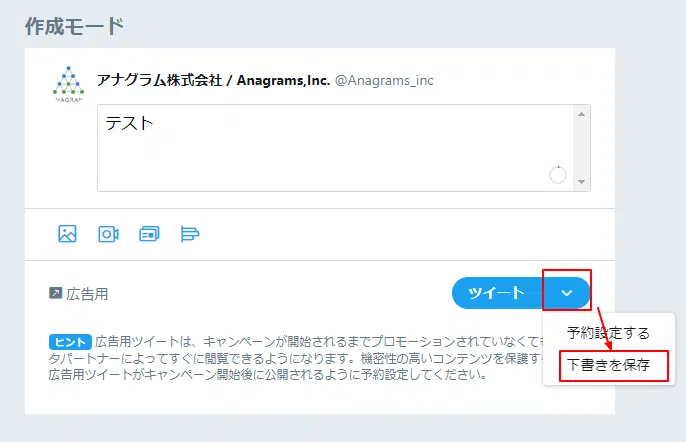 作成モード
アナグラム株式会社 / Anagrams,Inc. @Anagrams_inc
NAGRAM
テスト
広告用
ツイート
予約設定する
下書きを保存
ヒント 広告用ツイートは、キャンペーンが開始されるまでプロモーションされていなくても
タパートナーによってすぐに閲覧できるようになります。機密性の高いコンテンツを保護す
広告用ツイートがキャンペーン開始後に公開されるように予約設定してください。